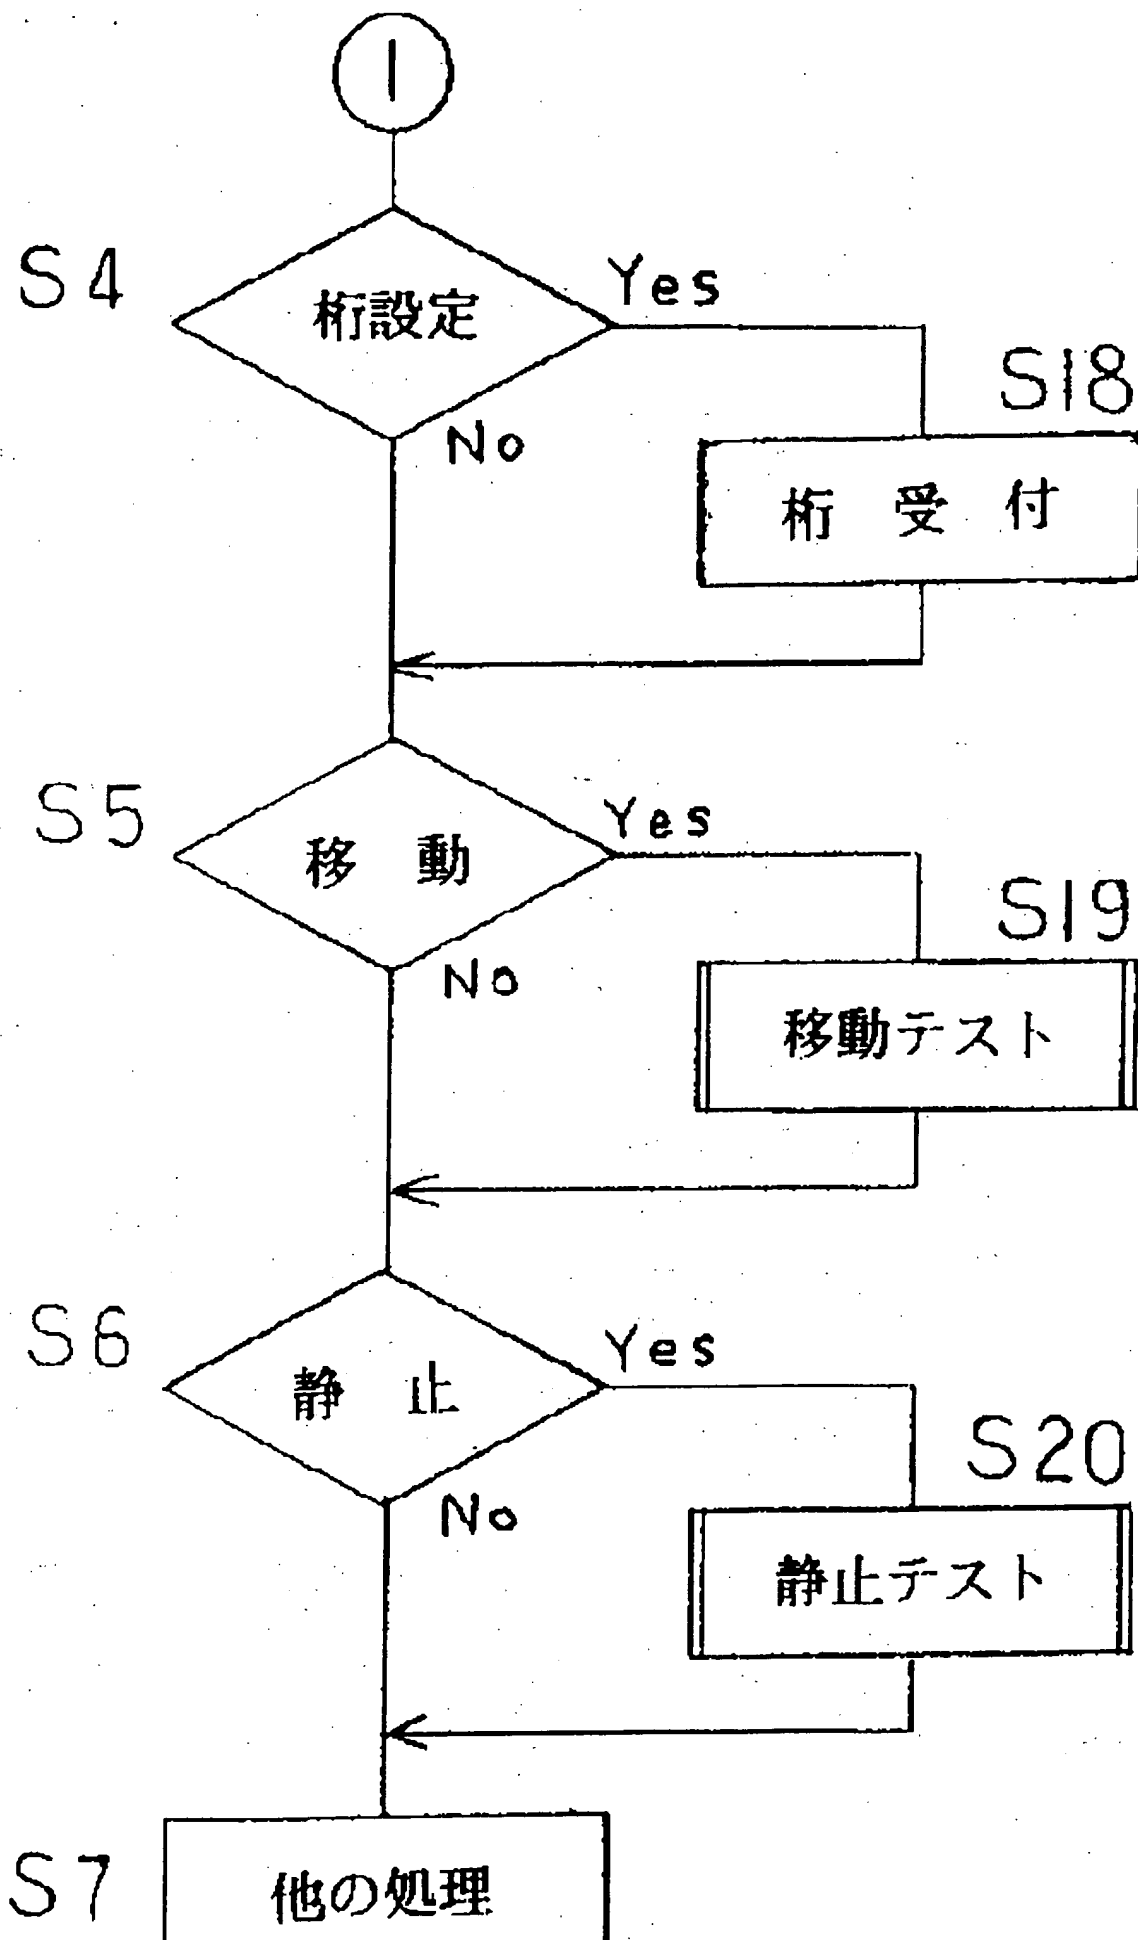 1
S4
桁設定
Yes
No
S18
桁 受 付
S5
移 動
Yes
No
S19
移動テスト
S6
静 止
Yes
No
S20
静止テスト
S7
他の処理